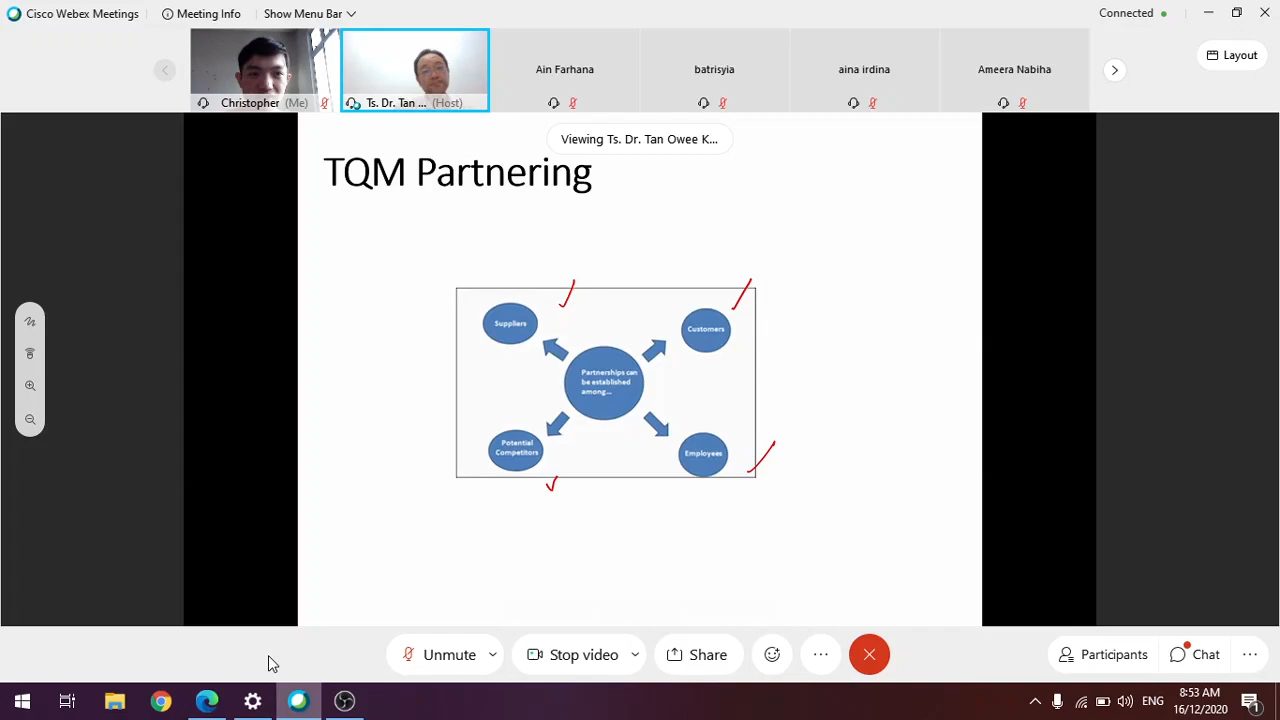 Cisco Webex Meetings
Meeting Info
Show Menu Bar
Connected
Christopher (Me)
Ts. Dr. Tan ... (Host)
Ain Farhana
batrisyia
aina irdina
Ameera Nabiha
Layout
Viewing Ts. Dr. Tan Owee K...
TQM Partnering
Suppliers
Customers
Partnerships can
be established
among...
Potential
Competitors
Employees
Unmute
Stop video
Share
Participants
Chat
ENG
8:53 AM
16/12/2020
1